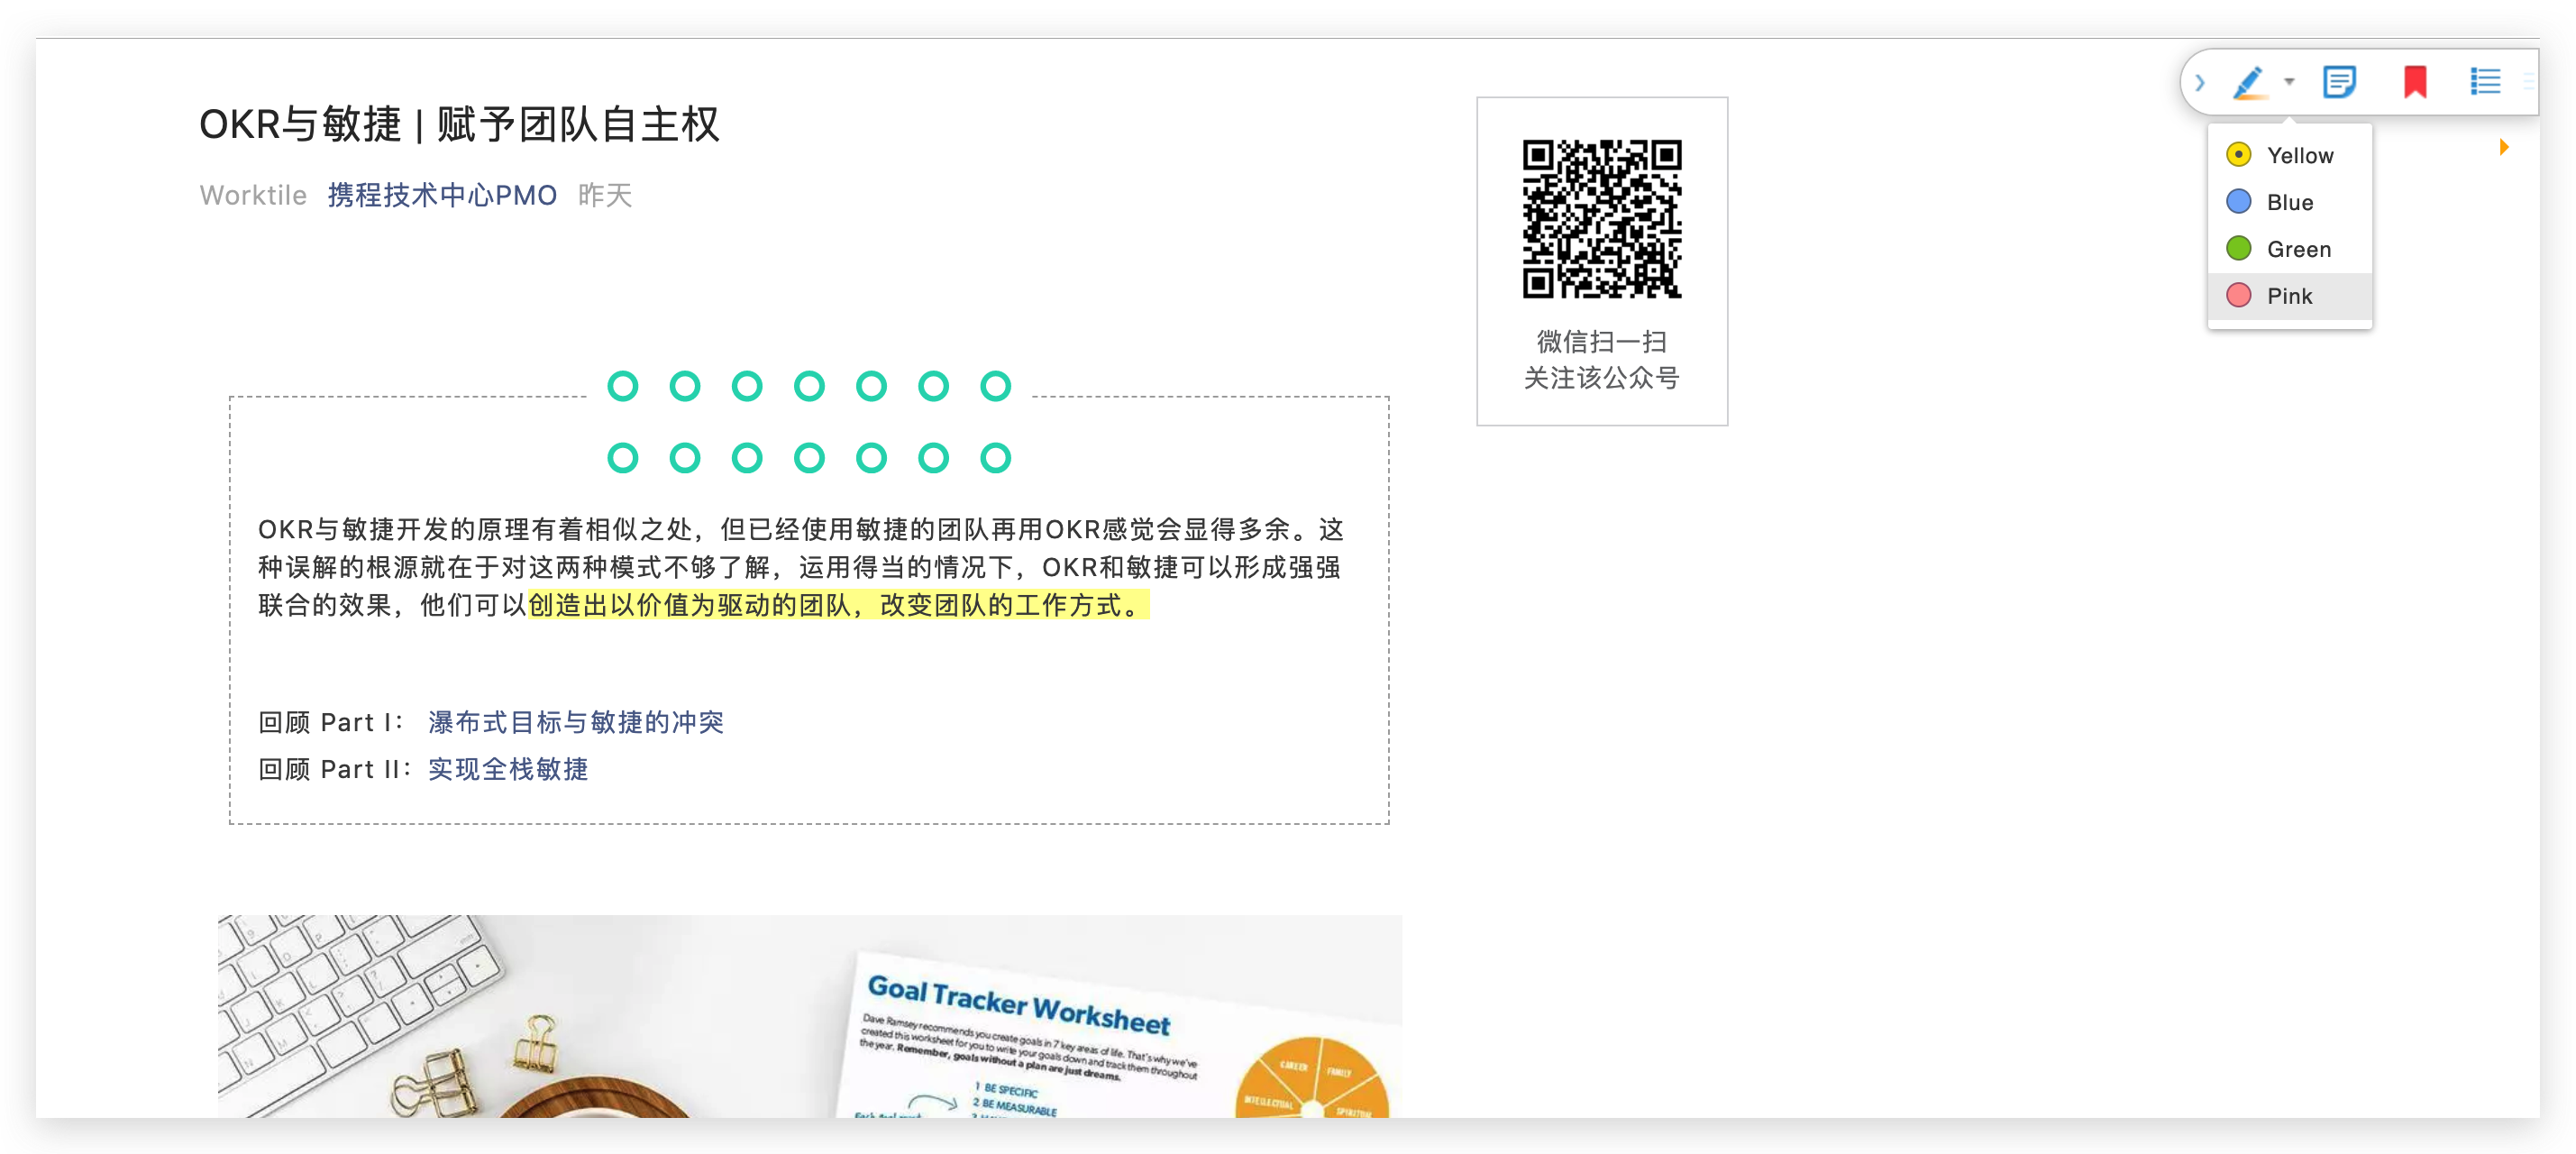 OKR与敏捷 | 赋予团队自主权
Worktile 携程技术中心PMO 昨天
微信扫一扫
关注该公众号
Yellow
Blue
Green
Pink
OKR与敏捷开发的原理有着相似之处，但已经使用敏捷的团队再用OKR感觉会显得多余。这
种误解的根源就在于对这两种模式不够了解，运用得当的情况下，OKR和敏捷可以形成强强
联合的效果，他们可以创造出以价值为驱动的团队，改变团队的工作方式。
回顾 Part I： 瀑布式目标与敏捷的冲突
回顾 Part II：实现全栈敏捷
Goal Tracker Worksheet
Dave Ramsey recommends you create goals in 7 key areas of life. That's why we've
created this worksheet for you to write your goals down and track them throughout
the year. Remember, goals without a plan are just dreams.
1 BE SPECIFIC
2 BE MEASURABLE
CAREER
FAMILY
INTELLECTUAL
SPIRITUAL